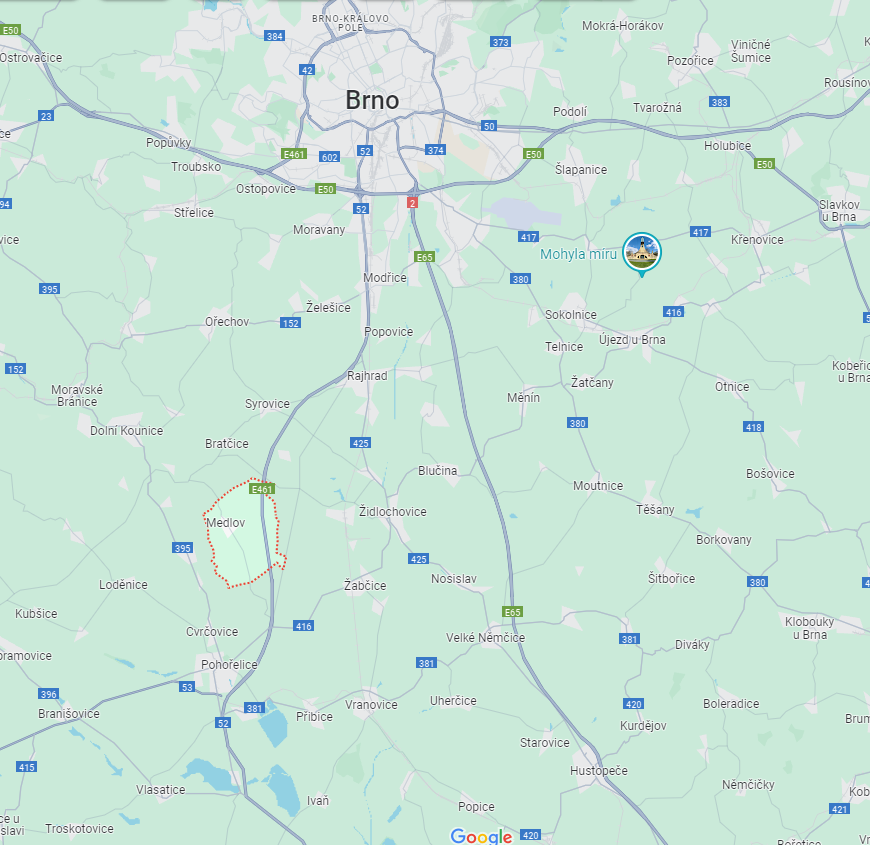 BRNO-KRÁLOVO
POLE
E50
384
373
Mokrá-Horákov
Ostrovačice
42
Pozořice
Viničné
Šumice
Rousínov
Brno
23
50
Podolí
Tvarožná
383
Popůvky
Troubsko
E461
602
52
374
E50
Holubice
E50
Šlapanice
Ostopovice
E50
52
2
Střelice
Slavkov
u Brna
Moravany
417
417
Křenovice
E65
Mohyla míru
Modřice
380
395
Želešice
Ořechov
152
Sokolnice
416
Popovice
Telnice
Újezd u Brna
152
Rajhrad
Žatčany
Otnice
Kobeřic
u Brna
Moravské
Bránice
Syrovice
Měnín
380
418
Dolní Kounice
Bratčice
425
Blučina
Moutnice
Bošovice
E461
Medlov
Židlochovice
Těšany
395
Borkovany
425
Loděnice
Žabčice
Nosislav
Šitbořice
380
Kubšice
416
E65
Klobouky
u Brna
Cvrčovice
Velké Němčice
381
Diváky
Pohořelice
381
53
396
Branišovice
381
52
Přibice
Vranovice
Uherčice
420
Boleradice
Kurdějov
Starovice
415
Hustopeče
Vlasatice
Ivaň
Němčičky
Popice
421
Troskotovice
Google
420